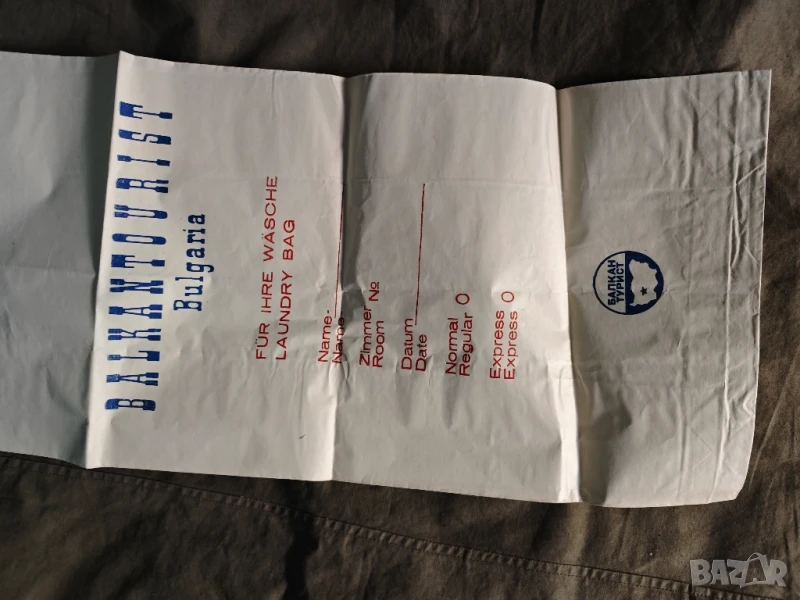 BALKANTOURIST
Bulgaria
FÜR IHRE WÄSCHE
LAUNDRY BAG
Name-
Name-
Zimmer
Room №
Datum
Date
Normal
Regular O
Express O
Express O
БАЛКАН
ТУРИСТ
BAZAR